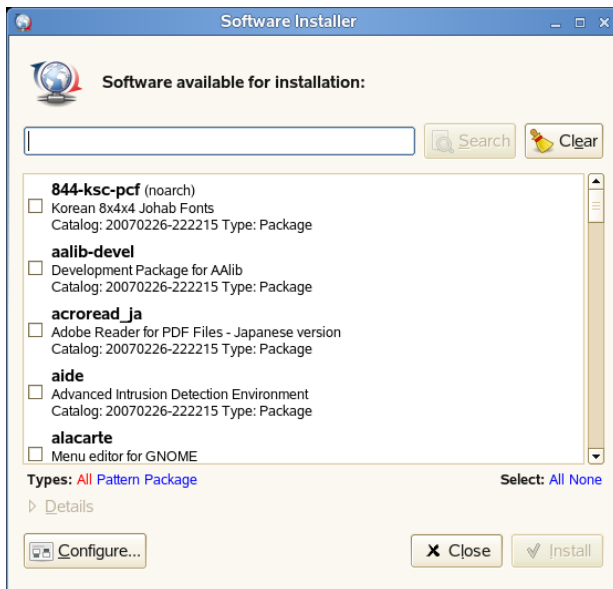 Software Installer
Software available for installation:
Search
Clear
844-ksc-pcf (noarch)
Korean 8x4x4 Johab Fonts
Catalog: 20070226-222215 Type: Package
aalib-devel
Development Package for AAlib
Catalog: 20070226-222215 Type: Package
acroread_ja
Adobe Reader for PDF Files - Japanese version
Catalog: 20070226-222215 Type: Package
aide
Advanced Intrusion Detection Environment
Catalog: 20070226-222215 Type: Package
alacarte
Menu editor for GNOME
Types: All Pattern Package
Select: All None
Details
Configure...
Close
Install